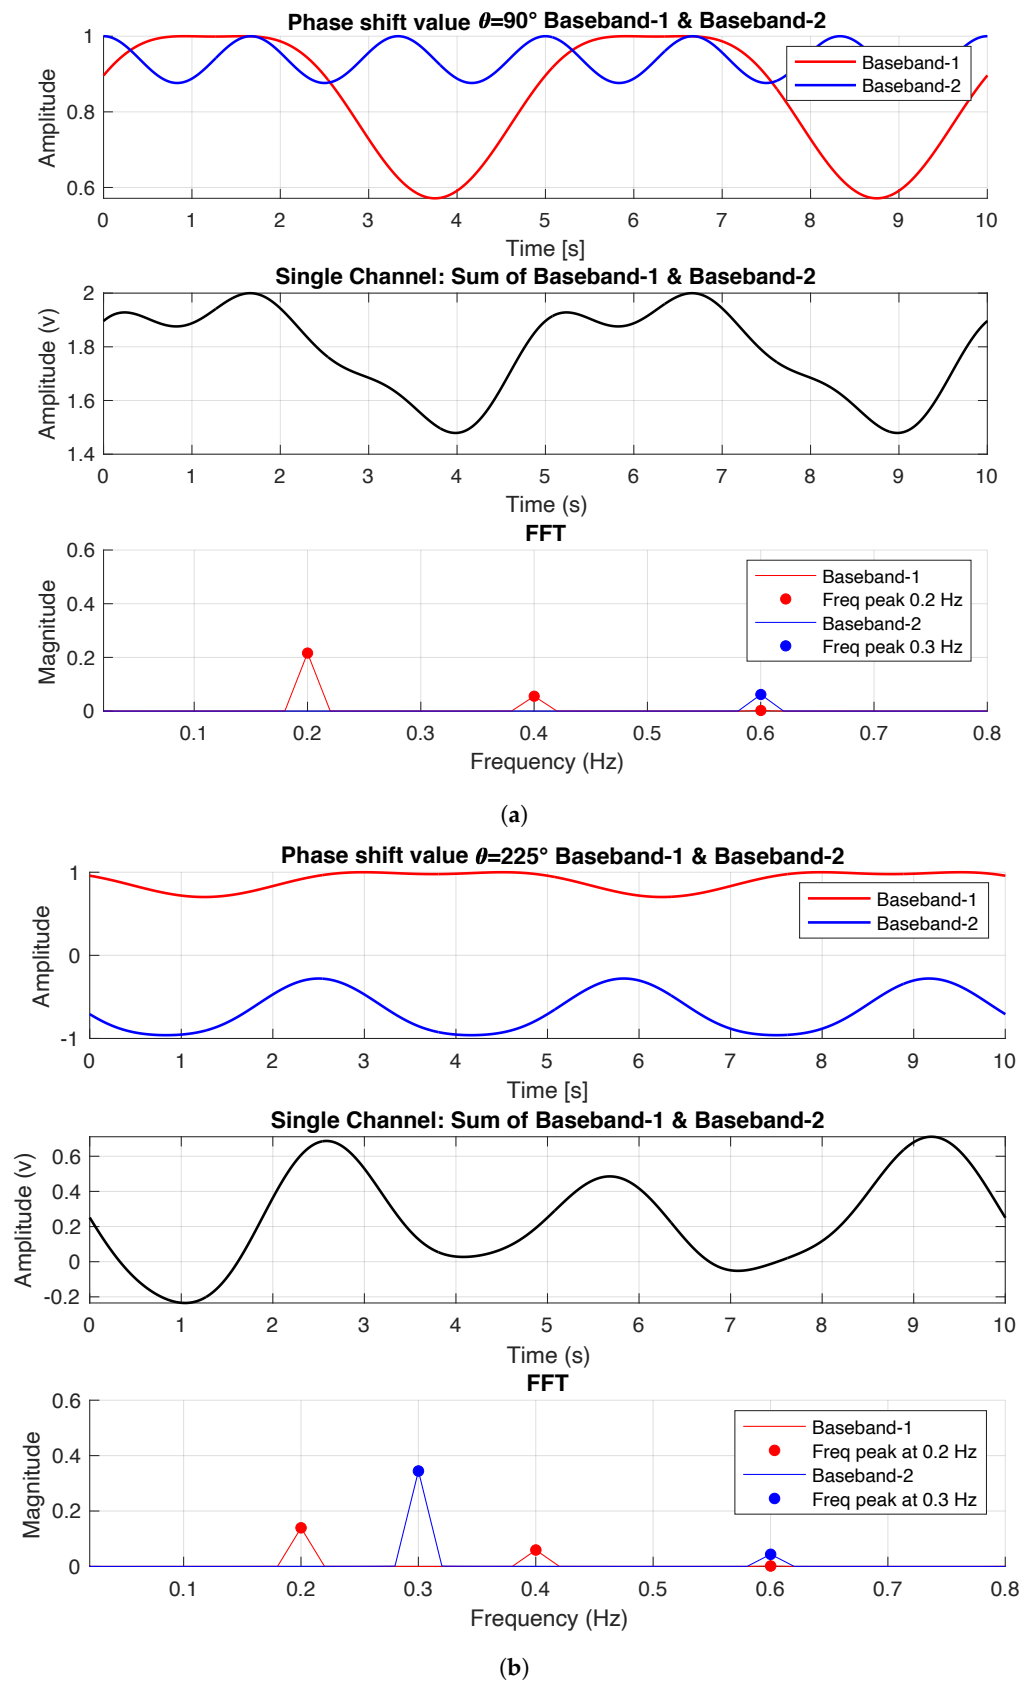 Phase shift value θ=90° Baseband-1 & Baseband-2
Amplitude
1
0.8
0.6
Baseband-1
Baseband-2
0 1 2 3 4 5 6 7 8 9 10
Time [s]
Single Channel: Sum of Baseband-1 & Baseband-2
Amplitude (v)
2
1.8
1.6
1.4
0 1 2 3 4 5 6 7 8 9 10
Time (s)
FFT
Magnitude
0.6
0.4
0.2
0
Baseband-1
Freq peak 0.2 Hz
Baseband-2
Freq peak 0.3 Hz
0.1 0.2 0.3 0.4 0.5 0.6 0.7 0.8
Frequency (Hz)
(a)
Phase shift value θ=225° Baseband-1 & Baseband-2
Amplitude
1
0
-1
Baseband-1
Baseband-2
0 1 2 3 4 5 6 7 8 9 10
Time [s]
Single Channel: Sum of Baseband-1 & Baseband-2
Amplitude (v)
0.6
0.4
0.2
0
-0.2
0 1 2 3 4 5 6 7 8 9 10
Time (s)
FFT
Magnitude
0.6
0.4
0.2
0
Baseband-1
Freq peak at 0.2 Hz
Baseband-2
Freq peak at 0.3 Hz
0.1 0.2 0.3 0.4 0.5 0.6 0.7 0.8
Frequency (Hz)
(b)